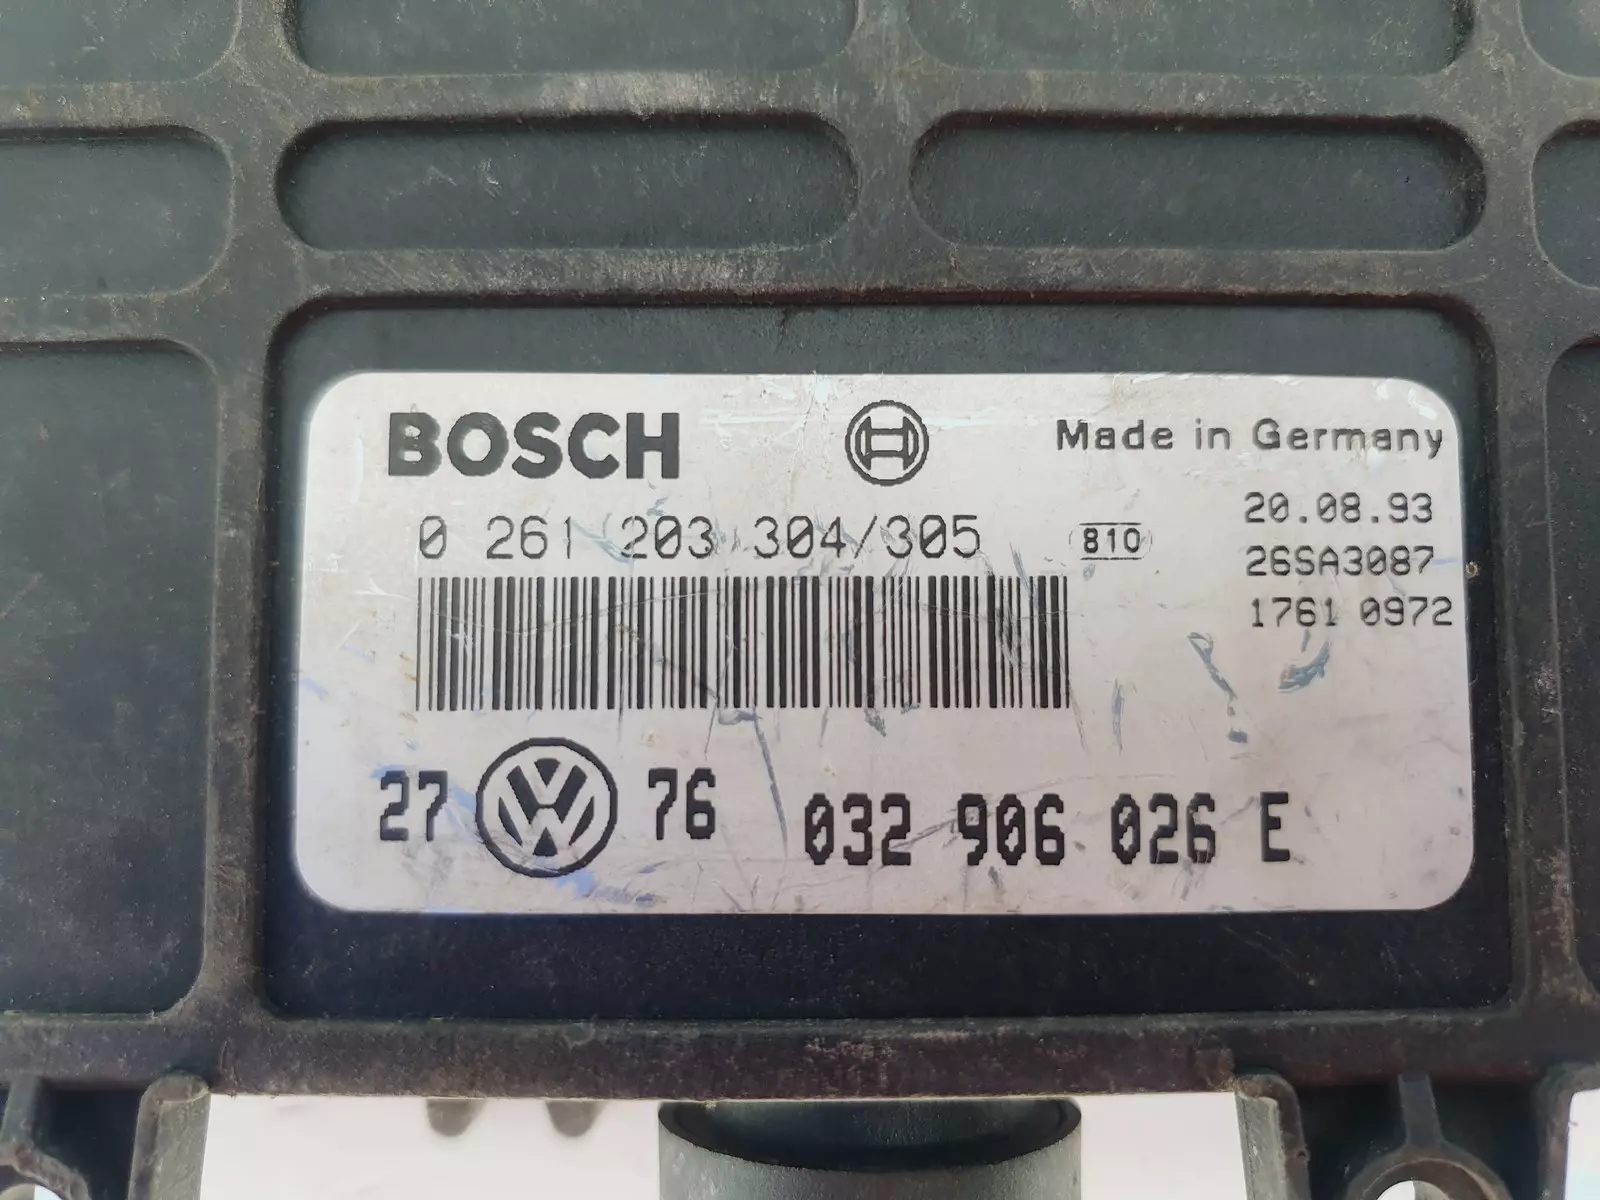 BOSCH Made in Germany
20.08.93
0 261 203 304/305 810
26SA3087
1761 0972
27 76 032 906 026 E